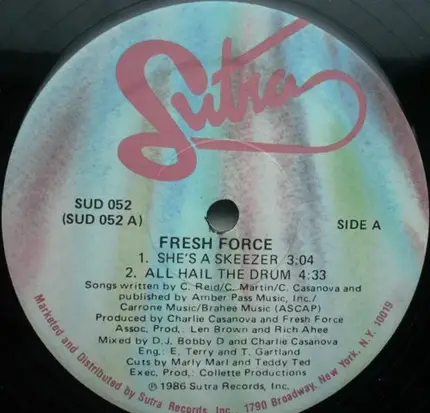 Sutra
SUD 052
(SUD 052 A)
SIDE A
FRESH FORCE
1. SHE'S A SKEEZER 3:04
2. ALL HAIL THE DRUM 4:33
Songs written by C. Reid/C. Martin/C. Casanova and
published by Amber Pass Music, Inc./
Carrone Music/Brahee Music (ASCAP)
Produced by Charlie Casanova and Fresh Force
Assoc. Prod.: Len Brown and Rich Ahee
Mixed by D.J. Bobby D and Charlie Casanova
Eng.: E. Terry and T. Gartland
Cuts by Marly Marl and Teddy Ted
Exec. Prod.: Collette Productions
℗ 1986 Sutra Records, Inc.
Marketed and Distributed by Sutra Records Inc., 1790 Broadway, New York, N.Y. 10019